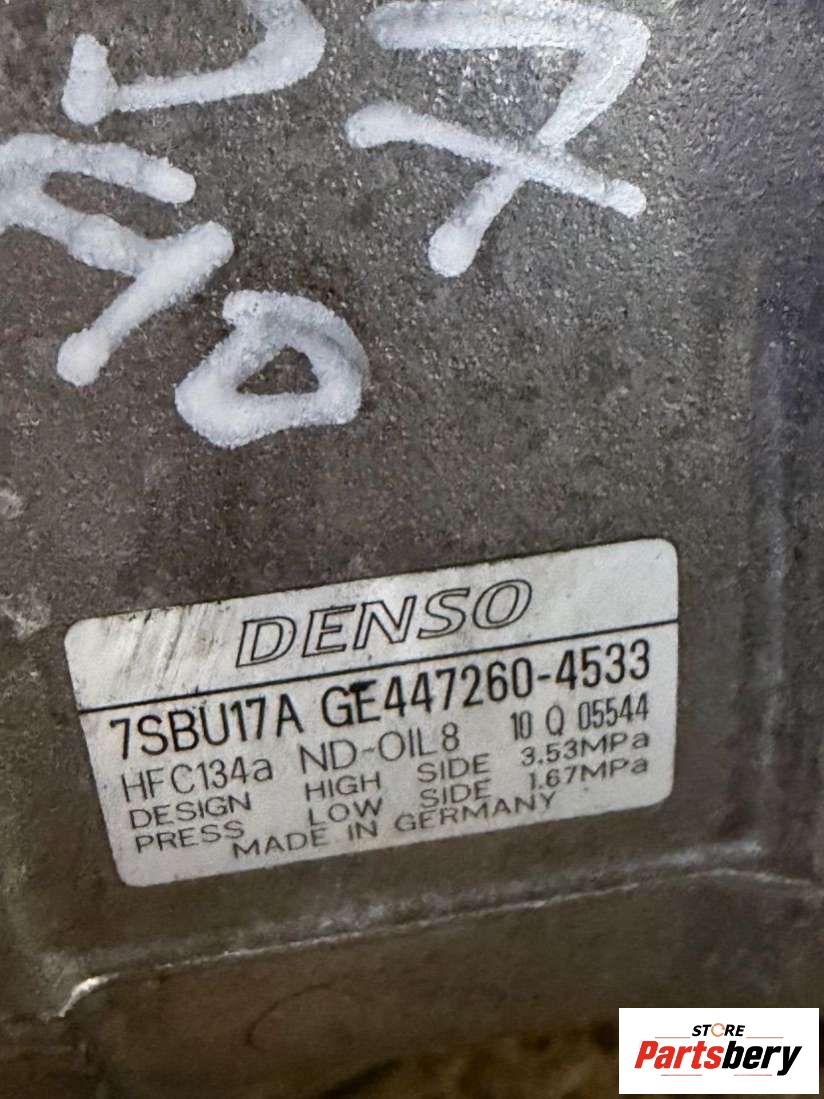 DENSO
7SBU17A GE447260-4533
HFC134a ND-OIL8 10 Q 05544
DESIGN HIGH SIDE 3.53MPa
PRESS LOW SIDE 1.67MPa
MADE IN GERMANY
STORE
Partsbery